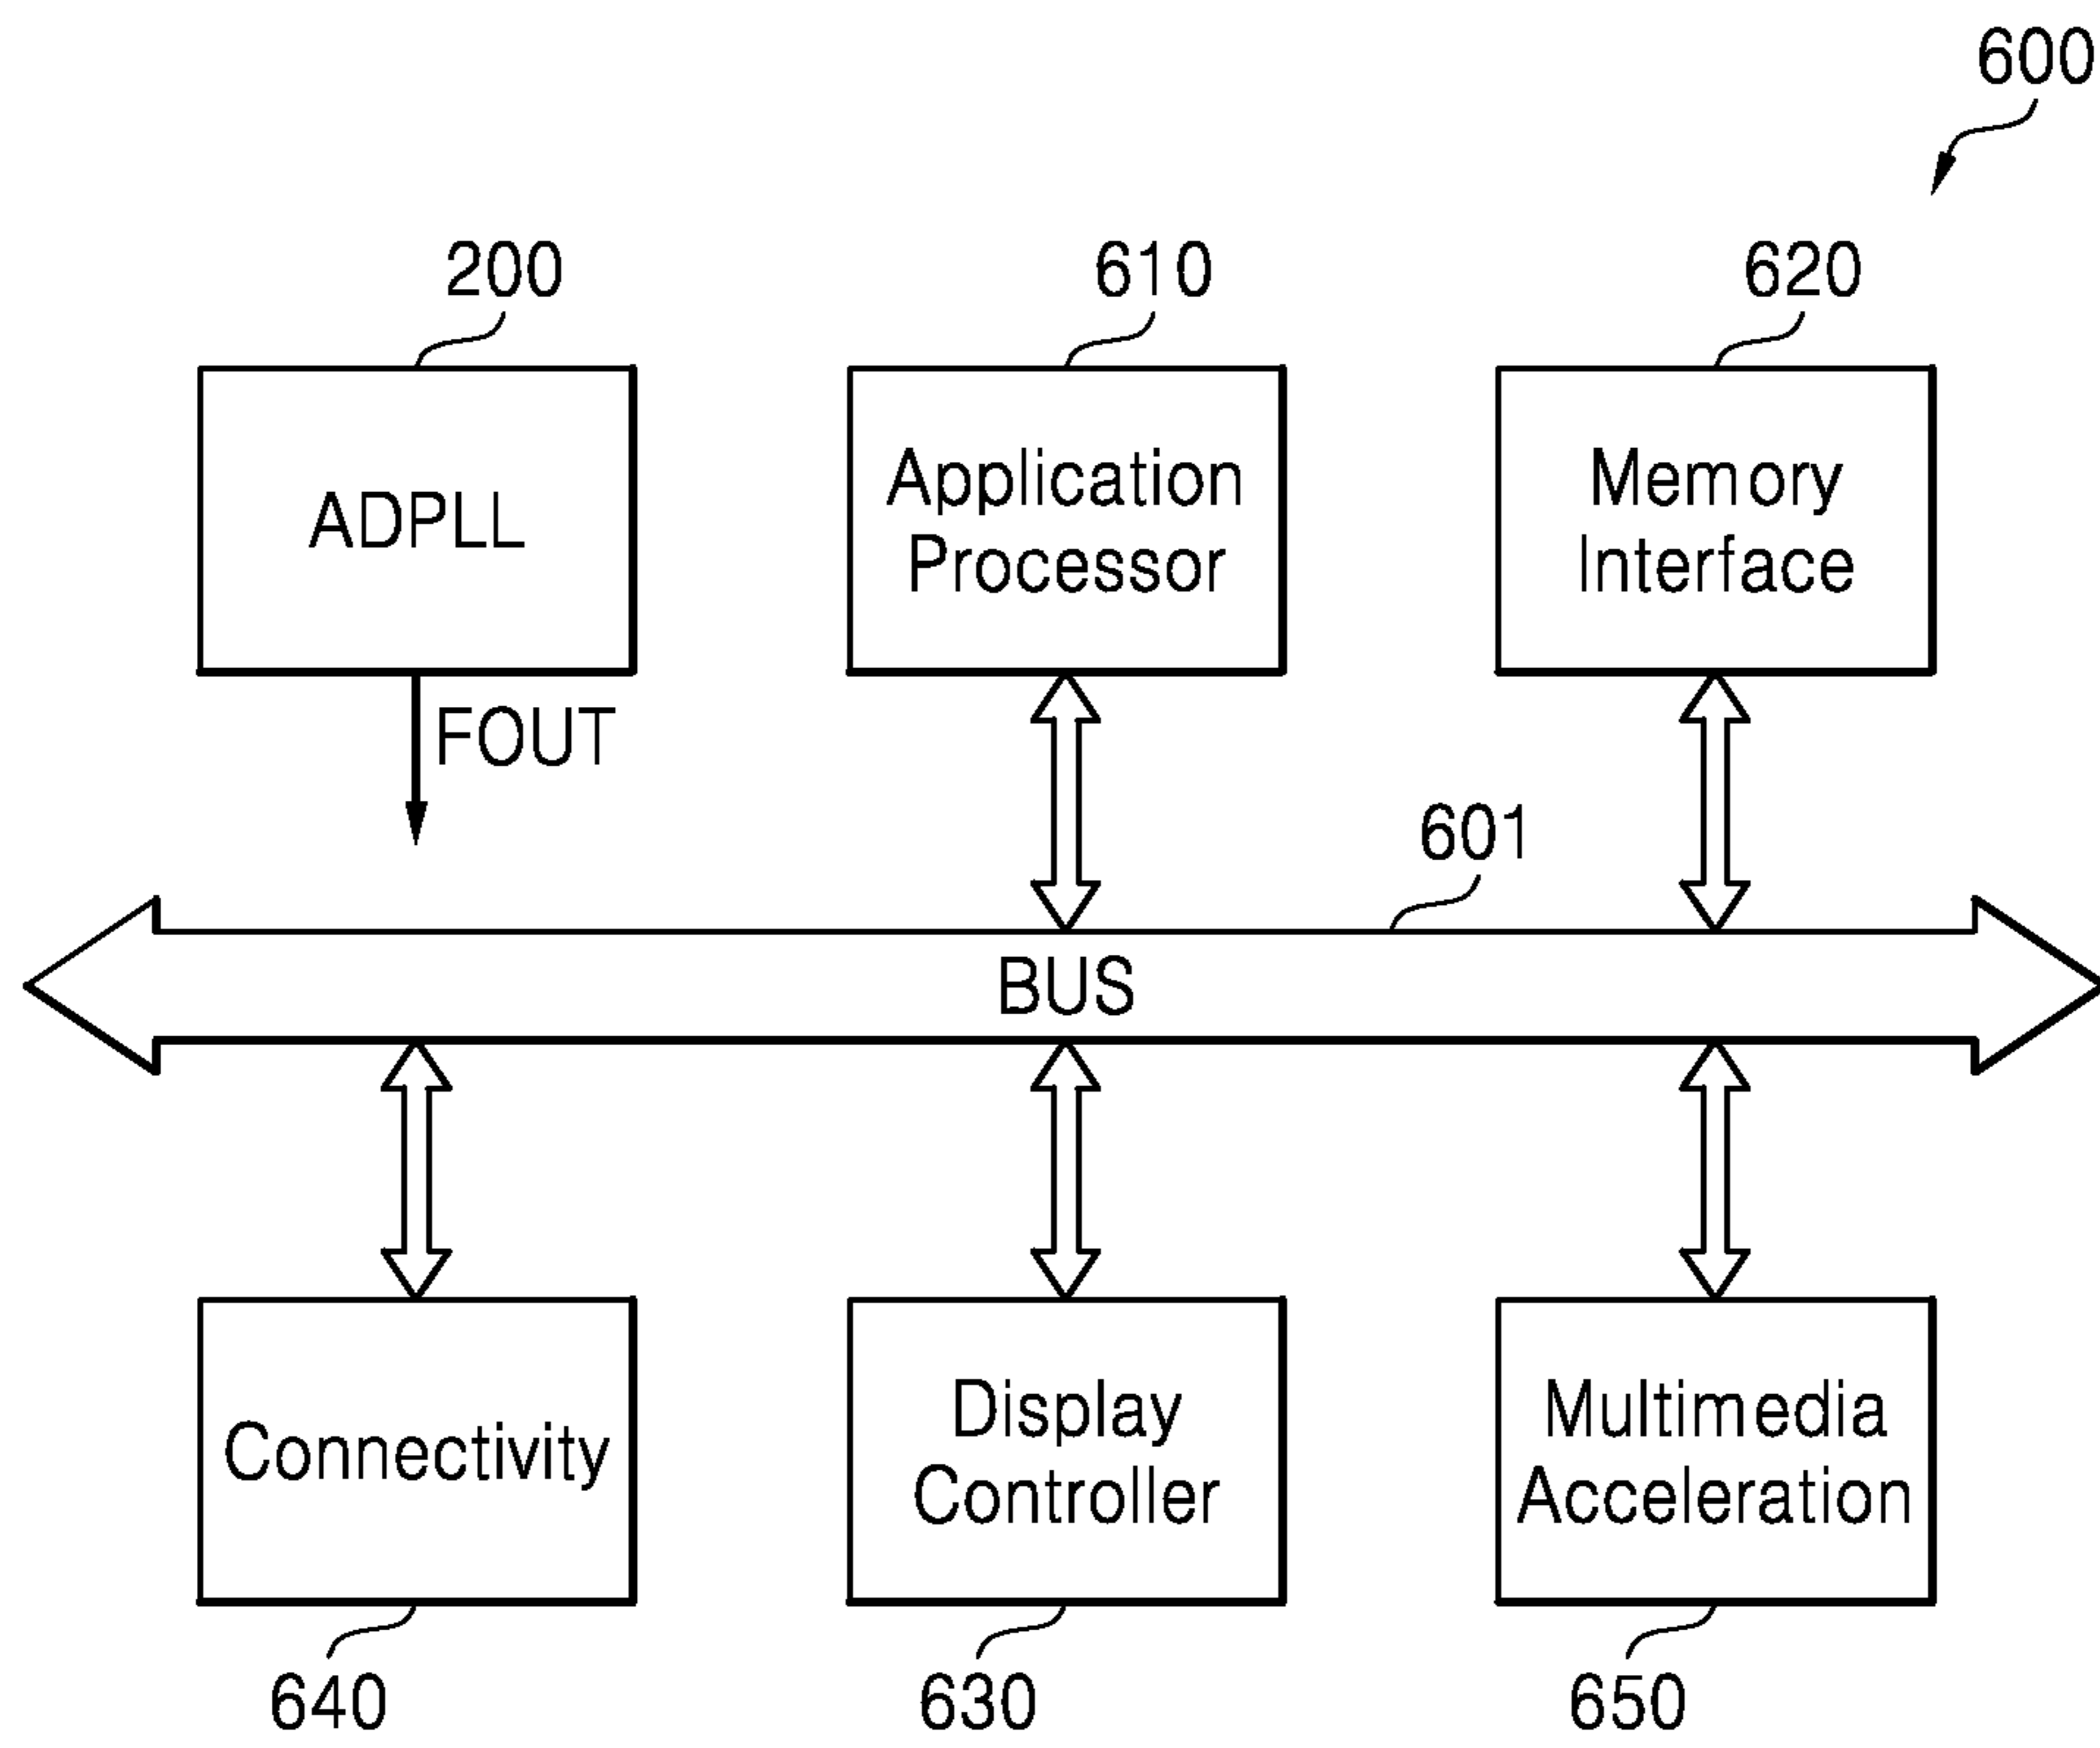 600
200
610
620
ADPLL
Application
Processor
Memory
Interface
FOUT
601
BUS
Connectivity
Display
Controller
Multimedia
Acceleration
640
630
650